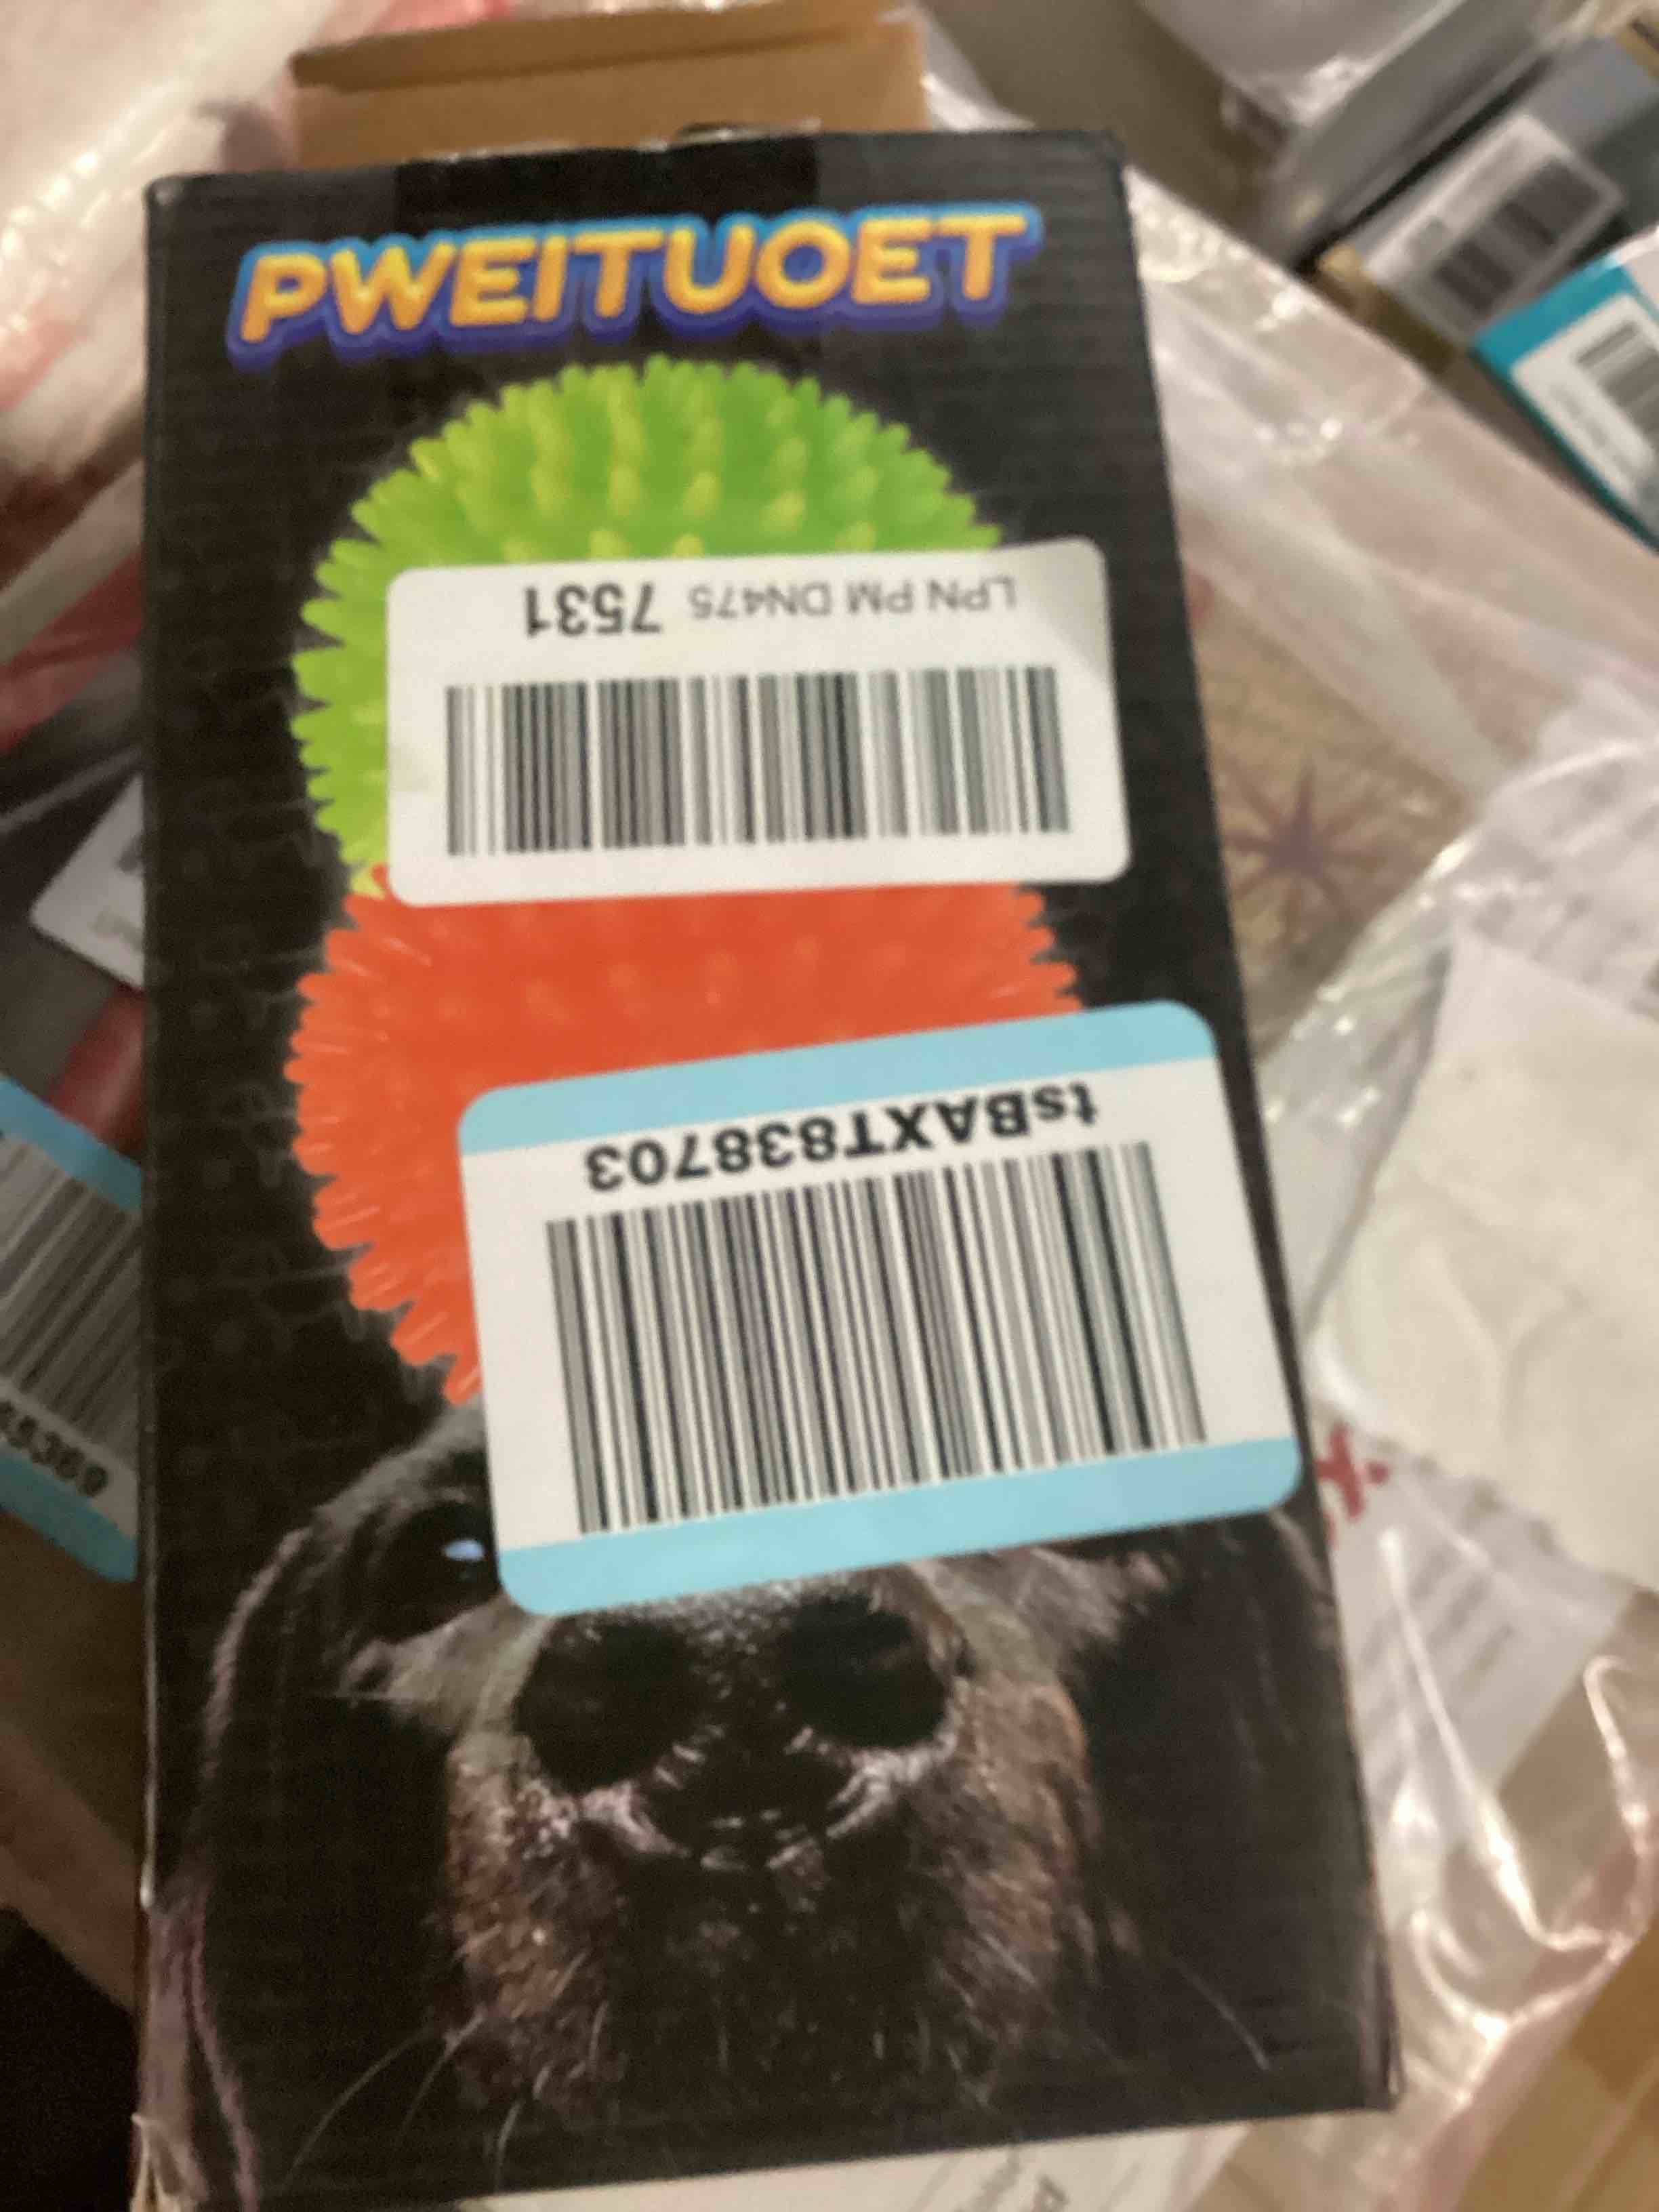 PWEITUOET
LPN PM DN475 7531
tsBAXT838703